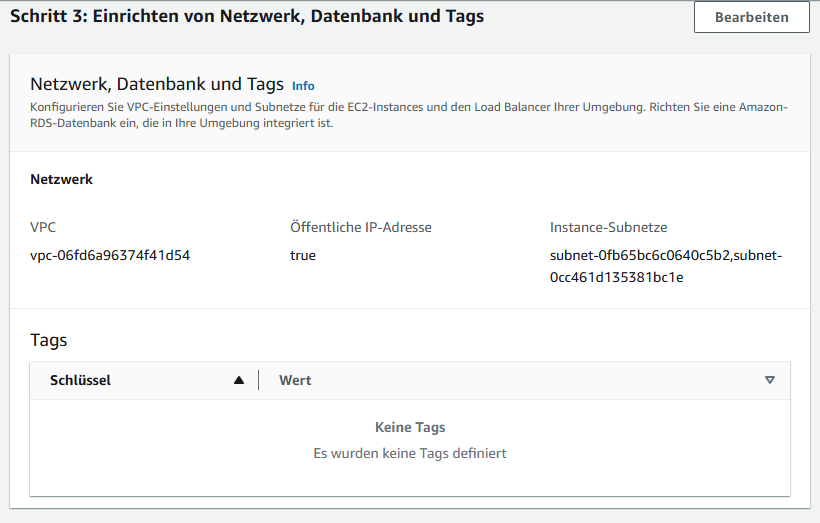 Schritt 3: Einrichten von Netzwerk, Datenbank und Tags
Bearbeiten
Netzwerk, Datenbank und Tags Info
Konfigurieren Sie VPC-Einstellungen und Subnetze für die EC2-Instances und den Load Balancer Ihrer Umgebung. Richten Sie eine Amazon-
RDS-Datenbank ein, die in Ihre Umgebung integriert ist.
Netzwerk
VPC
vpc-06fd6a96374f41d54
Öffentliche IP-Adresse
true
Instance-Subnetze
subnet-0fb65bc6c0640c5b2,subnet-
0cc461d135381bc1e
Tags
Schlüssel Wert
Keine Tags
Es wurden keine Tags definiert